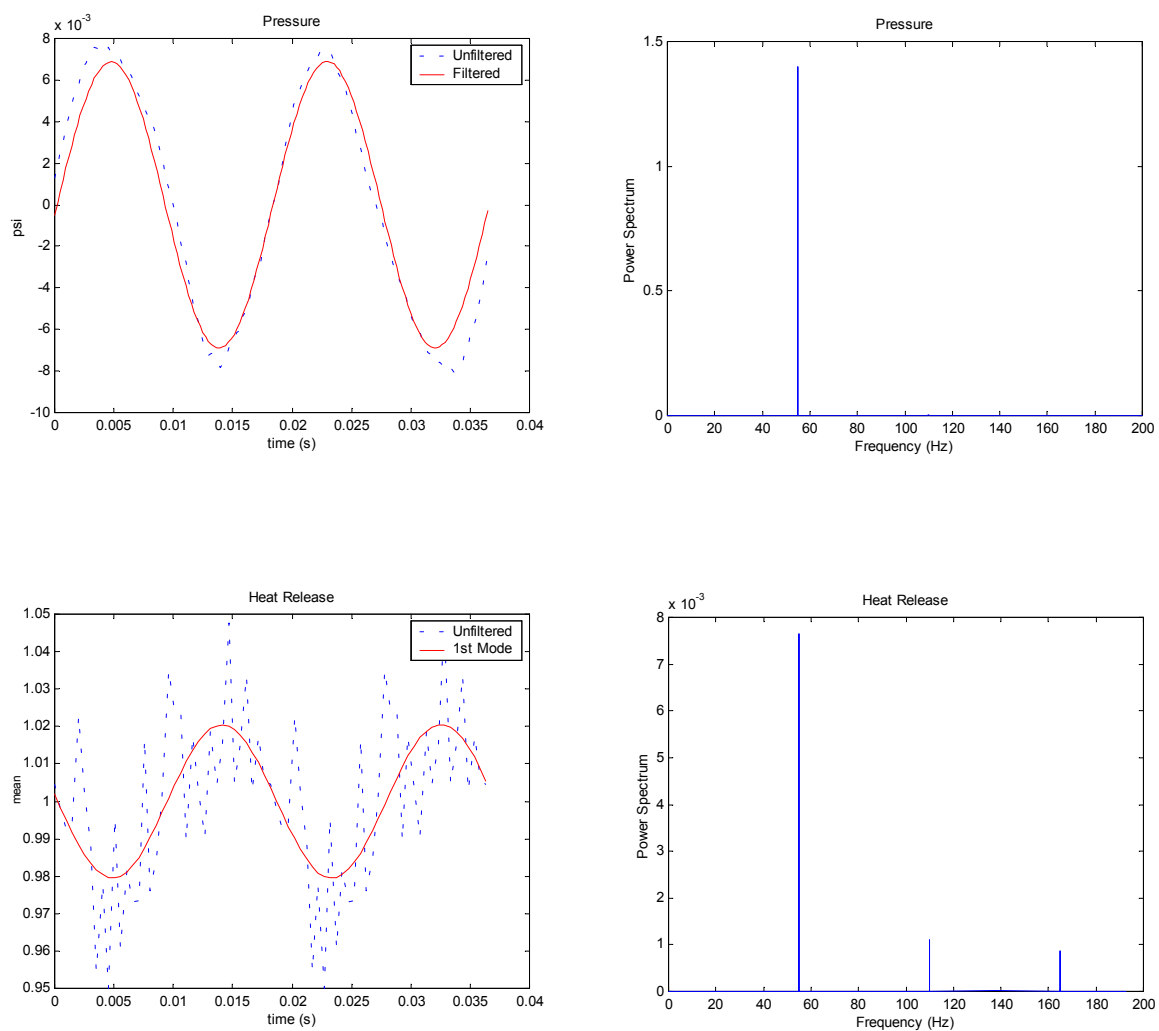 Pressure
x 10-3
8
6
4
2
0
-2
-4
-6
-8
-10
psi
Unfiltered
Filtered
0 0.005 0.01 0.015 0.02 0.025 0.03 0.035 0.04
time (s)
Pressure
1.5
1
0.5
0
Power Spectrum
0 20 40 60 80 100 120 140 160 180 200
Frequency (Hz)
Heat Release
1.05
1.04
1.03
1.02
1.01
1
0.99
0.98
0.97
0.96
0.95
mean
Unfiltered
1st Mode
0 0.005 0.01 0.015 0.02 0.025 0.03 0.035 0.04
time (s)
Heat Release
x 10-3
8
7
6
5
4
3
2
1
0
Power Spectrum
0 20 40 60 80 100 120 140 160 180 200
Frequency (Hz)